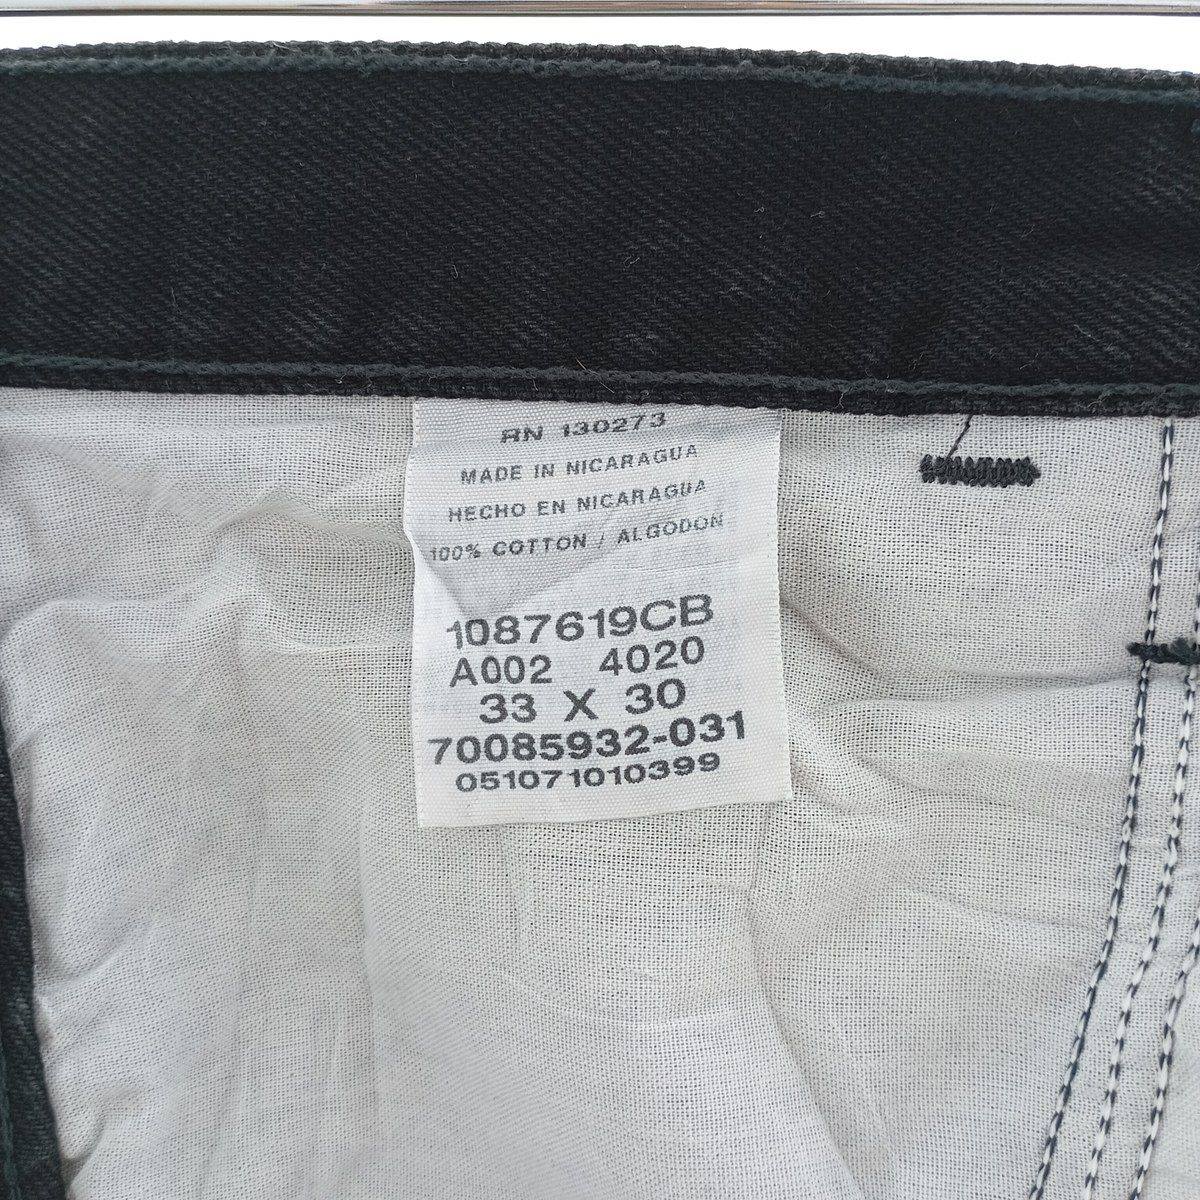 RN 130273
MADE IN NICARAGUA
HECHO EN NICARAGUA
100% COTTON / ALGODON
1087619CB
A002 4020
33 X 30
70085932-031
051071010399